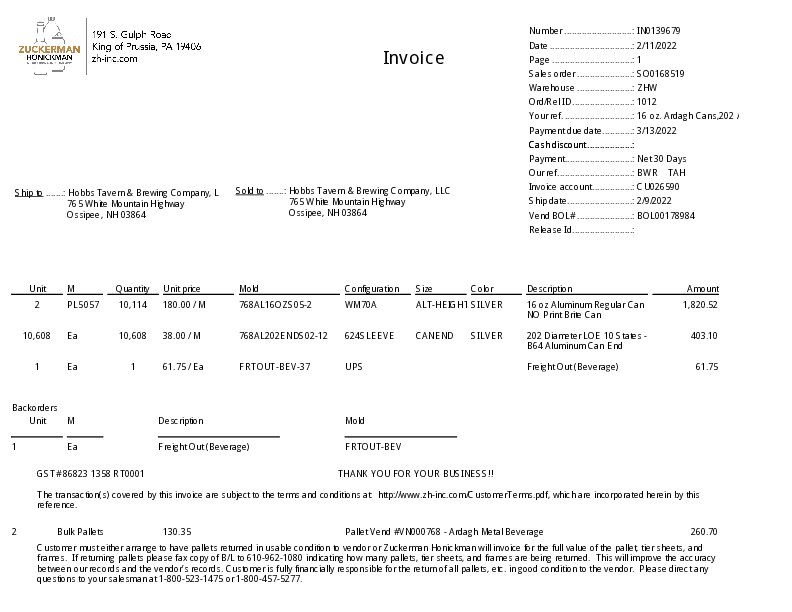 191 S. Gulph Road
King of Prussia, PA 19406
zh-inc.com
ZUCKERMAN
HONICKMAN
Invoice
Number: IN0139679
Date: 2/11/2022
Page: 1
Sales order: SO0168519
Warehouse: ZHW
Ord/Rel ID: 1012
Your ref.: 16 oz. Ardagh Cans,202 /
Payment due date: 3/13/2022
Cash discount:
Payment: Net 30 Days
Our ref.: BWR TAH
Invoice account: CU026590
Ship date: 2/9/2022
Vend BOL#: BOL00178984
Release Id.:
Ship to .......: Hobbs Tavern & Brewing Company, L
765 White Mountain Highway
Ossipee, NH 03864
Sold to .......: Hobbs Tavern & Brewing Company, LLC
765 White Mountain Highway
Ossipee, NH 03864
Unit M Quantity Unit price Mold Configuration Size Color Description Amount
2 PL5057 10,114 180.00 / M 768AL16OZS05-2 WM70A ALT-HEIGHT SILVER 16 oz Aluminum Regular Can 1,820.52
NO Print Brite Can
10,608 Ea 10,608 38.00 / M 768AL202ENDS02-12 624SLEEVE CANEND SILVER 202 Diameter LOE 10 States - 403.10
B64 Aluminum Can End
1 Ea 1 61.75 / Ea FRTOUT-BEV-37 UPS Freight Out (Beverage) 61.75
Backorders
Unit M Description Mold
1 Ea Freight Out (Beverage) FRTOUT-BEV
GST #86823 1358 RT0001 THANK YOU FOR YOUR BUSINESS!!
The transaction(s) covered by this invoice are subject to the terms and conditions at: http://www.zh-inc.com/CustomerTerms.pdf, which are incorporated herein by this
reference.
2 Bulk Pallets 130.35 Pallet Vend #VN000768 - Ardagh Metal Beverage 260.70
Customer must either arrange to have pallets returned in usable condition to vendor or Zuckerman Honickman will invoice for the full value of the pallet, tier sheets, and
frames. If returning pallets please fax copy of B/L to 610-962-1080 indicating how many pallets, tier sheets, and frames are being returned. This will improve the accuracy
between our records and the vendor's records. Customer is fully financially responsible for the return of all pallets, etc. in good condition to the vendor. Please direct any
questions to your salesman at 1-800-523-1475 or 1-800-457-5277.